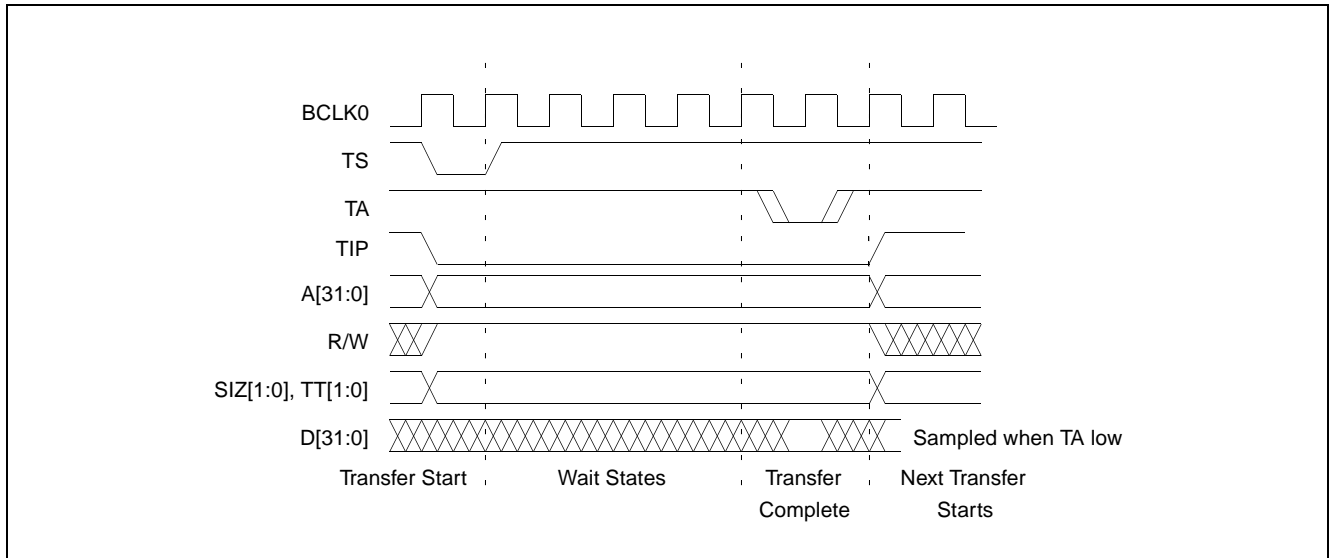 BCLK0
TS
TA
TIP
A[31:0]
R/W
SIZ[1:0], TT[1:0]
D[31:0]
Sampled when TA low
Transfer Start
Wait States
Transfer
Complete
Next Transfer
Starts